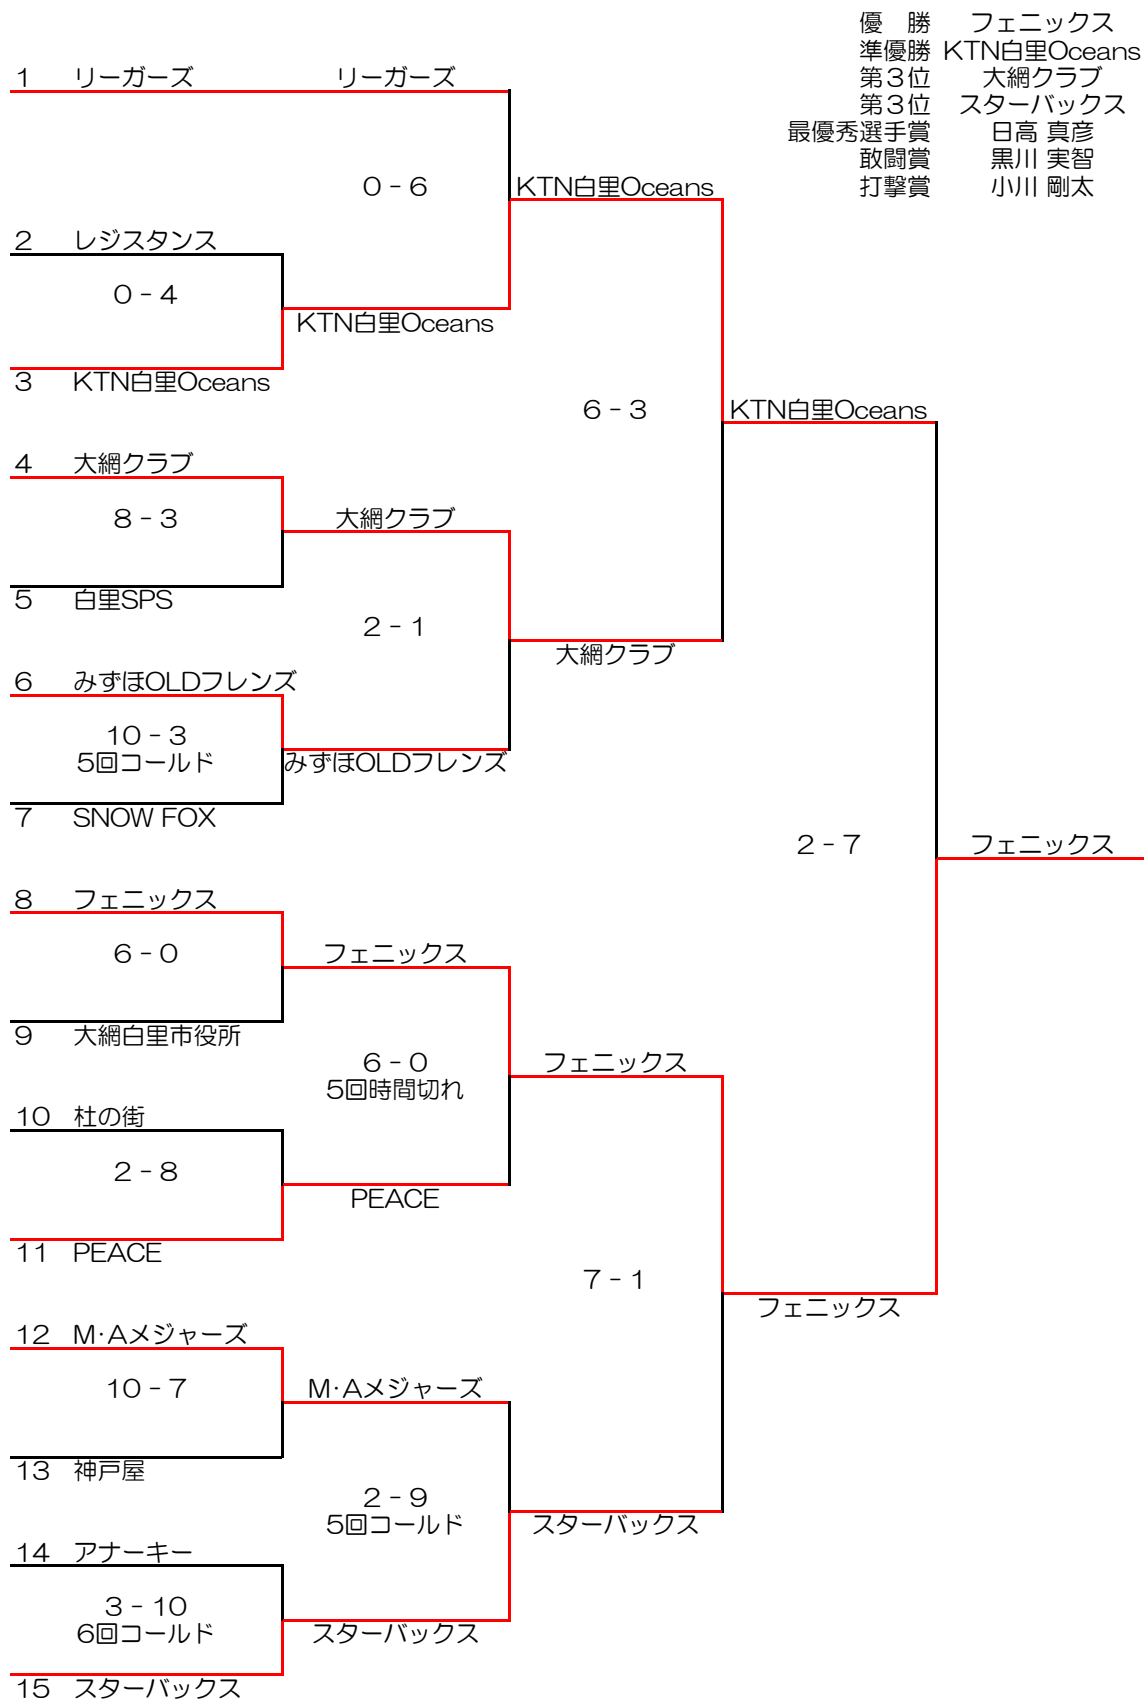 優　勝　フェニックス
準優勝 KTN白里Oceans
第３位　大網クラブ
第３位　スターバックス
最優秀選手賞　日高 真彦
敢闘賞　黒川 実智
打撃賞　小川 剛太
1　リーガーズ　リーガーズ
0 - 6　KTN白里Oceans
2　レジスタンス
0 - 4
KTN白里Oceans
3　KTN白里Oceans
6 - 3　KTN白里Oceans
4　大網クラブ
8 - 3　大網クラブ
5　白里SPS
2 - 1
大網クラブ
6　みずほOLDフレンズ
10 - 3
5回コールド　みずほOLDフレンズ
7　SNOW FOX
2 - 7　フェニックス
8　フェニックス
6 - 0　フェニックス
9　大網白里市役所
6 - 0　フェニックス
5回時間切れ
10　杜の街
2 - 8
PEACE
11　PEACE
7 - 1
フェニックス
12　M･Aメジャーズ
10 - 7　M･Aメジャーズ
13　神戸屋
2 - 9
5回コールド　スターバックス
14　アナーキー
3 - 10
6回コールド　スターバックス
15　スターバックス